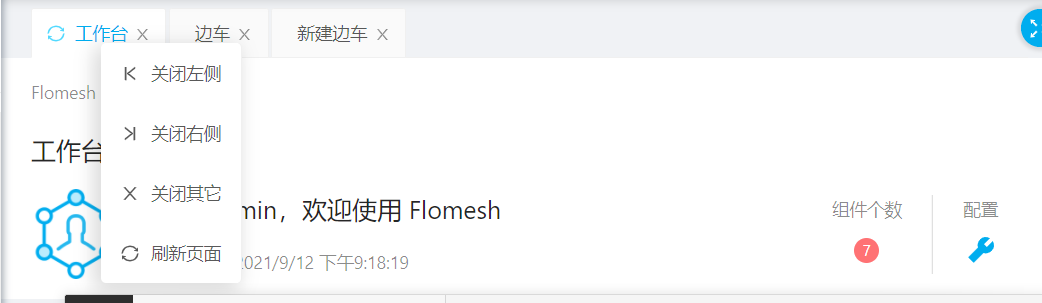 工作台 边车 新建边车
关闭左侧
Flomesh
关闭右侧
工作台
关闭其它
min，欢迎使用 Flomesh
组件个数 配置
刷新页面
7
2021/9/12 下午9:18:19